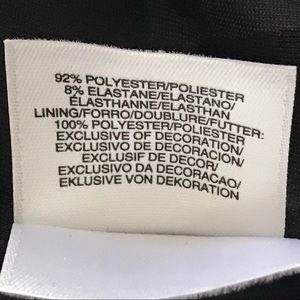 92% POLYESTER/POLIESTER
8% ELASTANE/ELASTANO/
ÉLASTHANNE/ELASTHAN
LINING/FORRO/DOUBLURE/FUTTER:
100% POLYESTER/POLIESTER
EXCLUSIVE OF DECORATION/
EXCLUSIVO DE DECORACION/
EXCLUSIF DE DECOR/
EXCLUSIVO DA DECORACAO/
EKLUSIVE VON DEKORATION